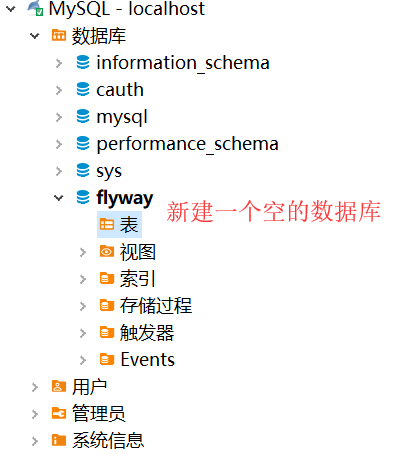 MySQL - localhost
数据库
information_schema
cauth
mysql
performance_schema
sys
flyway
新建一个空的数据库
表
视图
索引
存储过程
触发器
Events
用户
管理员
系统信息